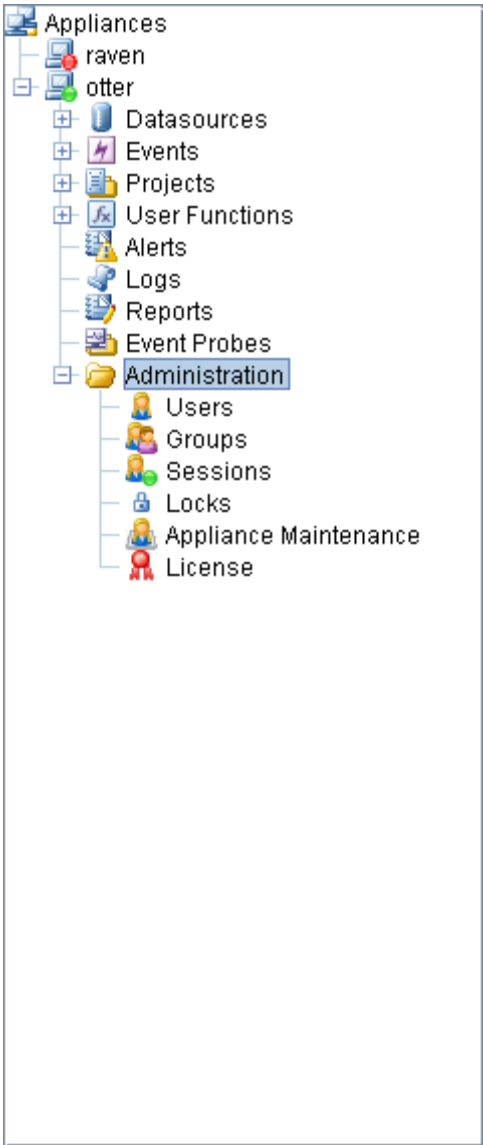 Appliances
raven
otter
Datasources
Events
Projects
User Functions
Alerts
Logs
Reports
Event Probes
Administration
Users
Groups
Sessions
Locks
Appliance Maintenance
License